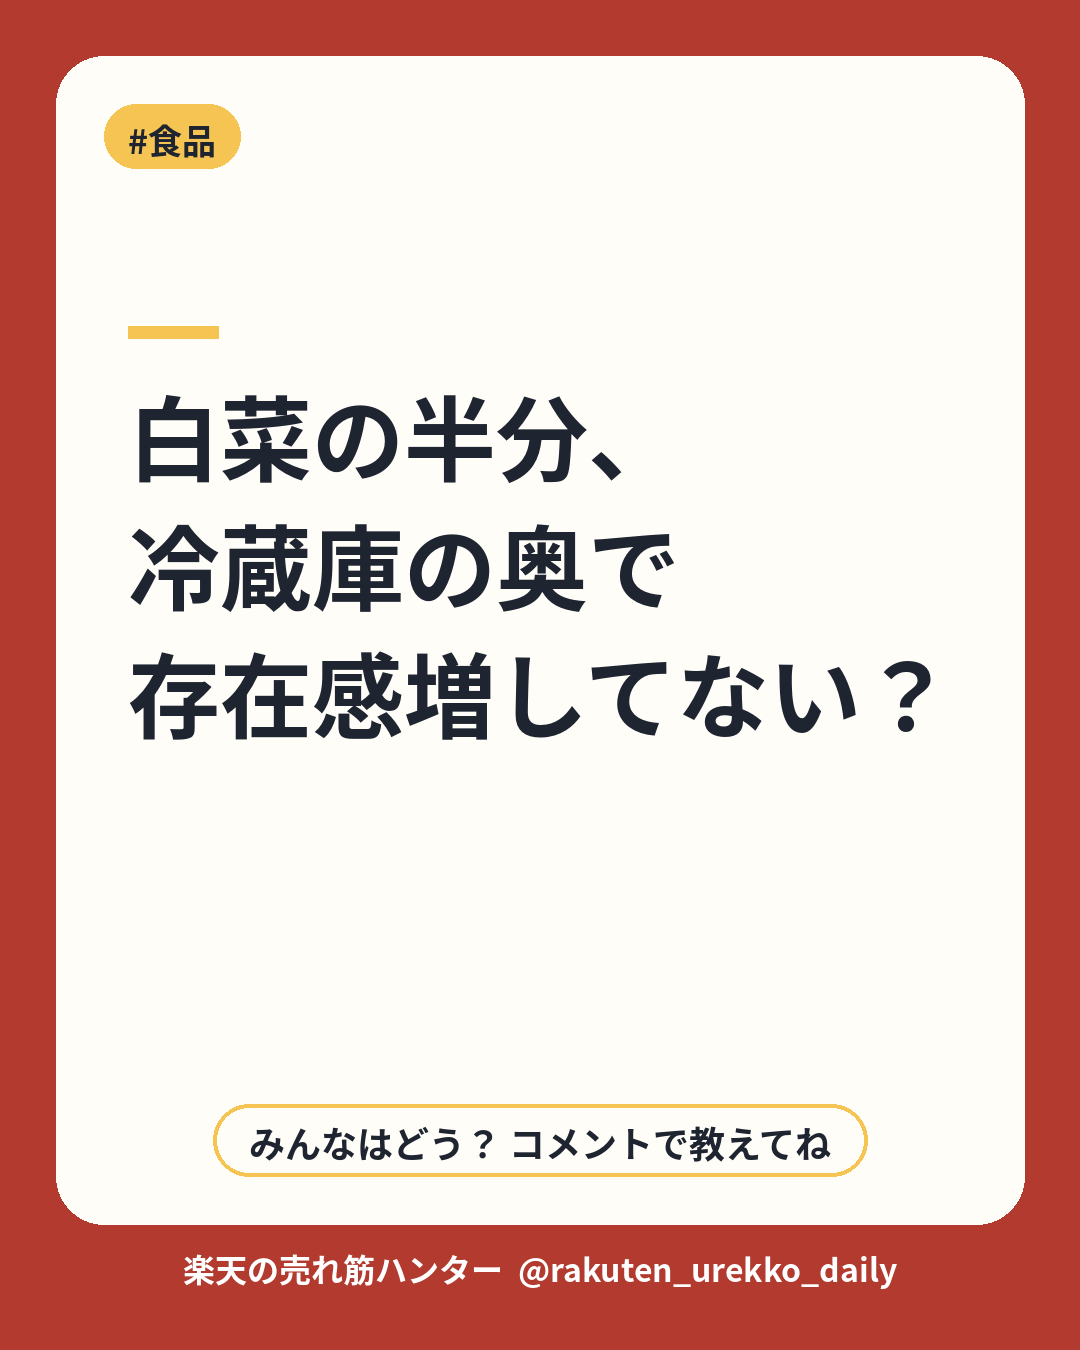 #食品
白菜の半分、
冷蔵庫の奥で
存在感増してない？
みんなはどう？ コメントで教えてね
楽天の売れ筋ハンター @rakuten_urekko_daily